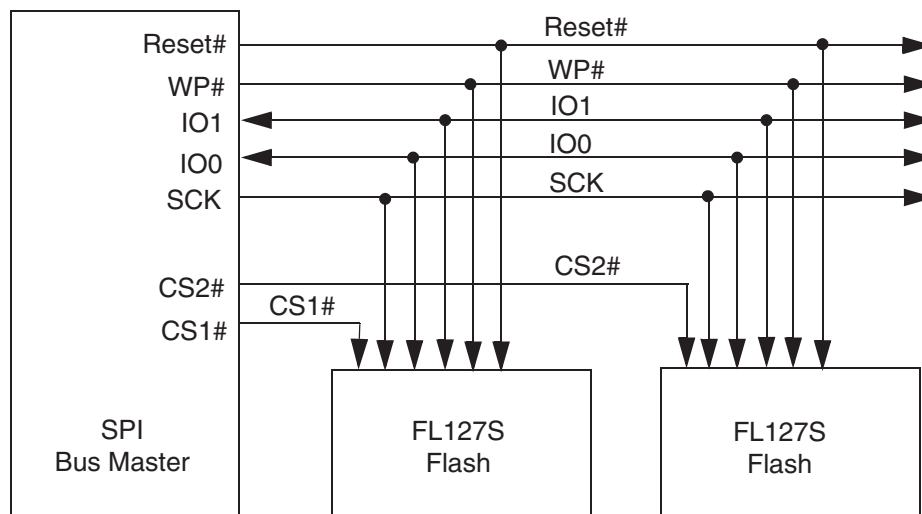 Reset#
Reset#
WP#
WP#
IO1
IO1
IO0
IO0
SCK
SCK
CS2#
CS2#
CS1#
CS1#
SPI
Bus Master
FL127S
Flash
FL127S
Flash